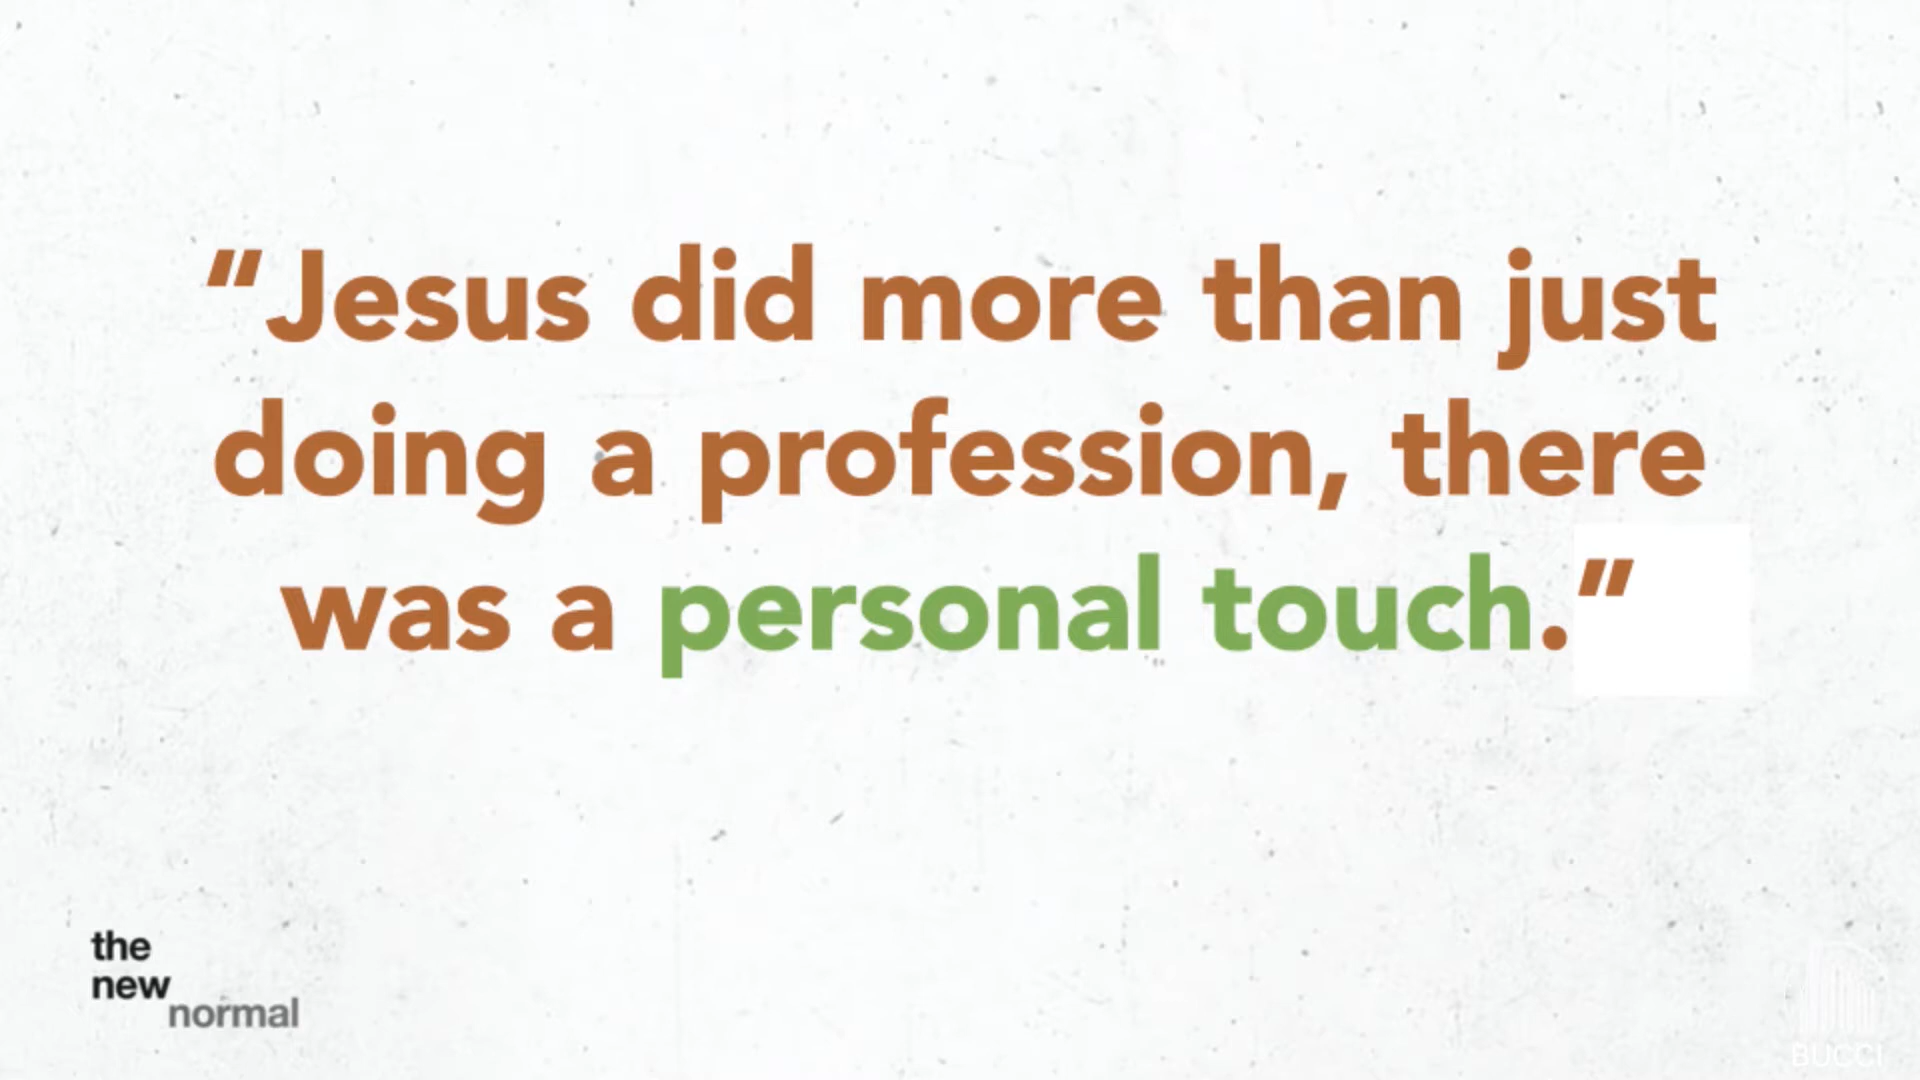 “Jesus did more than just
doing a profession, there
was a personal touch.”
the
new
normal
BUCCI